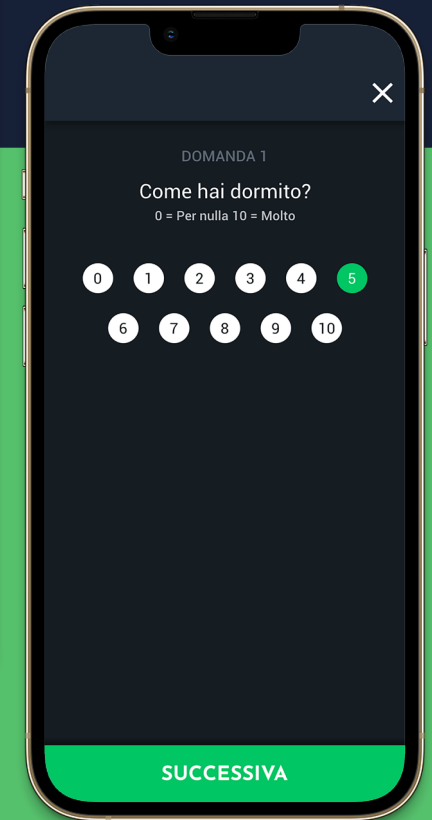 DOMANDA 1
Come hai dormito?
0 = Per nulla 10 = Molto
0 1 2 3 4 5
6 7 8 9 10
SUCCESSIVA